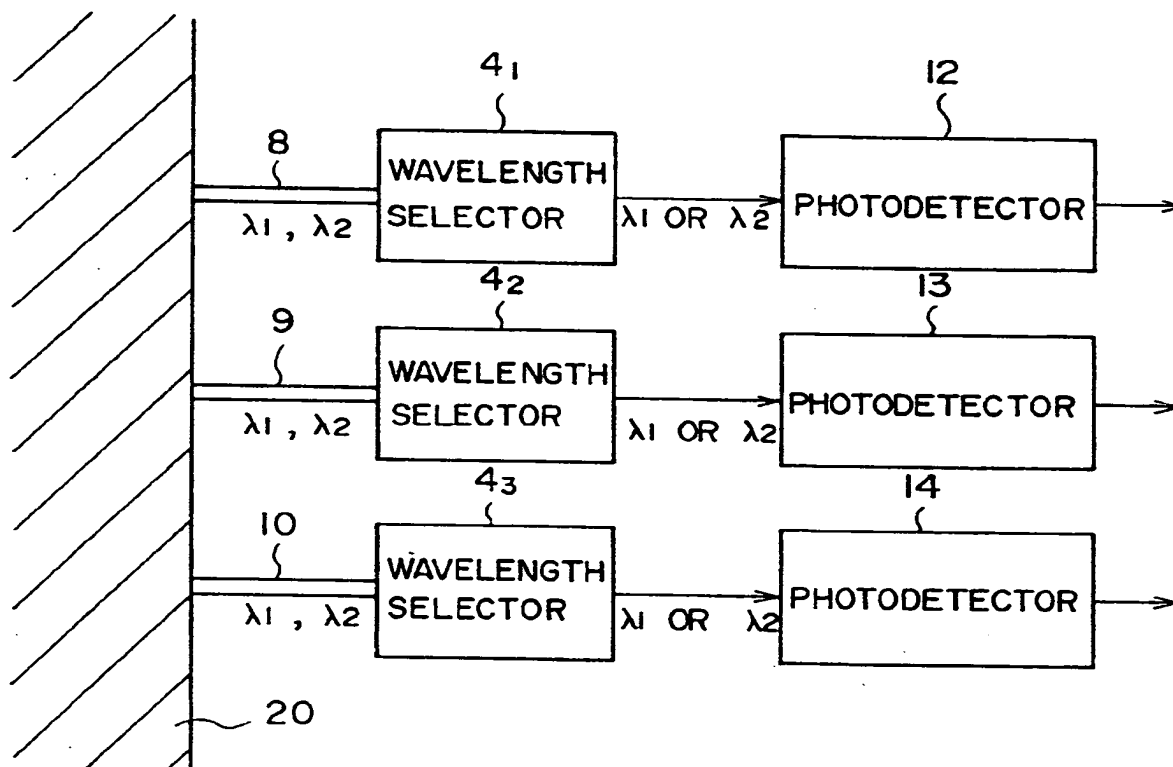 4₁
12
8
WAVELENGTH
SELECTOR
λ1 , λ2
λ1 OR λ2
PHOTODETECTOR
4₂
13
9
WAVELENGTH
SELECTOR
λ1 , λ2
λ1 OR λ2
PHOTODETECTOR
4₃
14
10
WAVELENGTH
SELECTOR
λ1 , λ2
λ1 OR λ2
PHOTODETECTOR
20